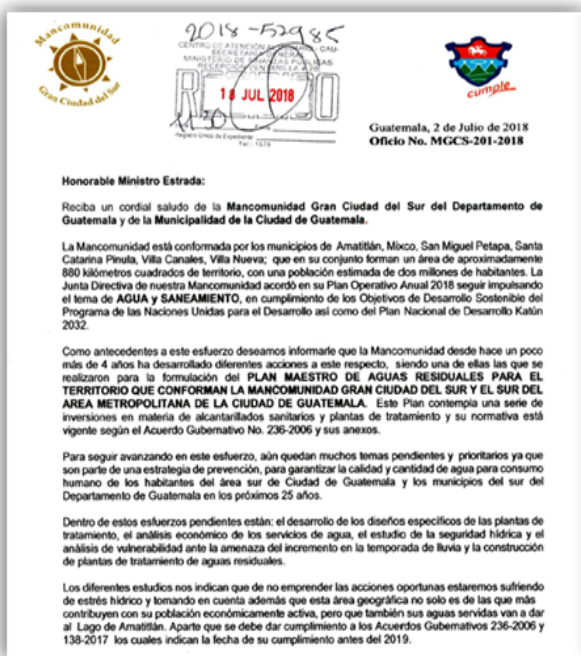 Mancomunidad
Gran Ciudad del Sur
2018-52985
CENTRO DE ATENCIÓN AL USUARIO - CAU-
SECRETARIA GENERAL
MINISTERIO DE FINANZAS PÚBLICAS
RECEPCIÓN VENTANILLA #
18 JUL 2018
11:30
Registro Único de Expediente
cumple
Guatemala, 2 de Julio de 2018
Oficio No. MGCS-201-2018
Honorable Ministro Estrada:
Reciba un cordial saludo de la Mancomunidad Gran Ciudad del Sur del Departamento de
Guatemala y de la Municipalidad de la Ciudad de Guatemala.
La Mancomunidad está conformada por los municipios de Amatitlán, Mixco, San Miguel Petapa, Santa
Catarina Pinula, Villa Canales, Villa Nueva; que en su conjunto forman un área de aproximadamente
880 kilómetros cuadrados de territorio, con una población estimada de dos millones de habitantes. La
Junta Directiva de nuestra Mancomunidad acordó en su Plan Operativo Anual 2018 seguir impulsando
el tema de AGUA y SANEAMIENTO, en cumplimiento de los Objetivos de Desarrollo Sostenible del
Programa de las Naciones Unidas para el Desarrollo así como del Plan Nacional de Desarrollo Katún
2032.
Como antecedentes a este esfuerzo deseamos informarle que la Mancomunidad desde hace un poco
más de 4 años ha desarrollado diferentes acciones a este respecto, siendo una de ellas las que se
realizaron para la formulación del PLAN MAESTRO DE AGUAS RESIDUALES PARA EL
TERRITORIO QUE CONFORMAN LA MANCOMUNIDAD GRAN CIUDAD DEL SUR Y EL SUR DEL
AREA METROPOLITANA DE LA CIUDAD DE GUATEMALA. Este Plan contempla una serie de
inversiones en materia de alcantarillados sanitarios y plantas de tratamiento y su normativa está
vigente según el Acuerdo Gubernativo No. 236-2006 y sus anexos.
Para seguir avanzando en este esfuerzo, aún quedan muchos temas pendientes y prioritarios ya que
son parte de una estrategia de prevención, para garantizar la calidad y cantidad de agua para consumo
humano de los habitantes del área sur de Ciudad de Guatemala y los municipios del sur del
Departamento de Guatemala en los próximos 25 años.
Dentro de estos esfuerzos pendientes están: el desarrollo de los diseños específicos de las plantas de
tratamiento, el análisis económico de los servicios de agua, el estudio de la seguridad hídrica y el
análisis de vulnerabilidad ante la amenaza del incremento en la temporada de lluvia y la construcción
de plantas de tratamiento de aguas residuales.
Los diferentes estudios nos indican que de no emprender las acciones oportunas estaremos sufriendo
de estrés hídrico y tomando en cuenta además que esta área geográfica no solo es de las que más
contribuyen con su población económicamente activa, pero que también sus aguas servidas van a dar
al Lago de Amatitlán. Aparte que se debe dar cumplimiento a los Acuerdos Gubernativos 236-2006 y
138-2017 los cuales indican la fecha de su cumplimiento antes del 2019.